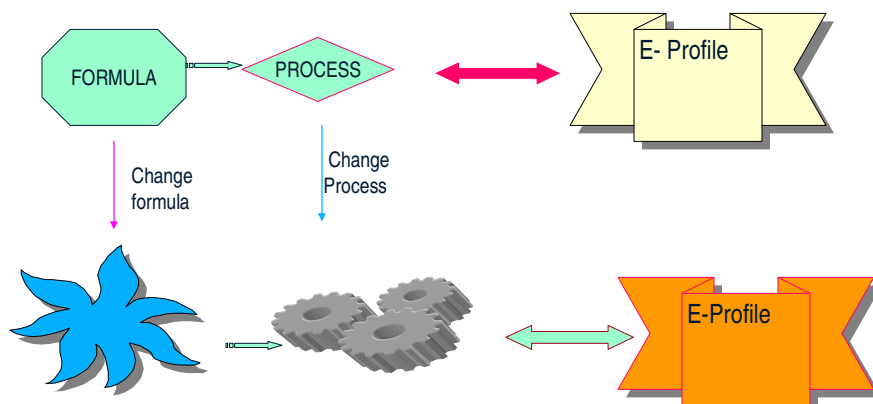 FORMULA
PROCESS
E- Profile
Change
formula
Change
Process
E-Profile